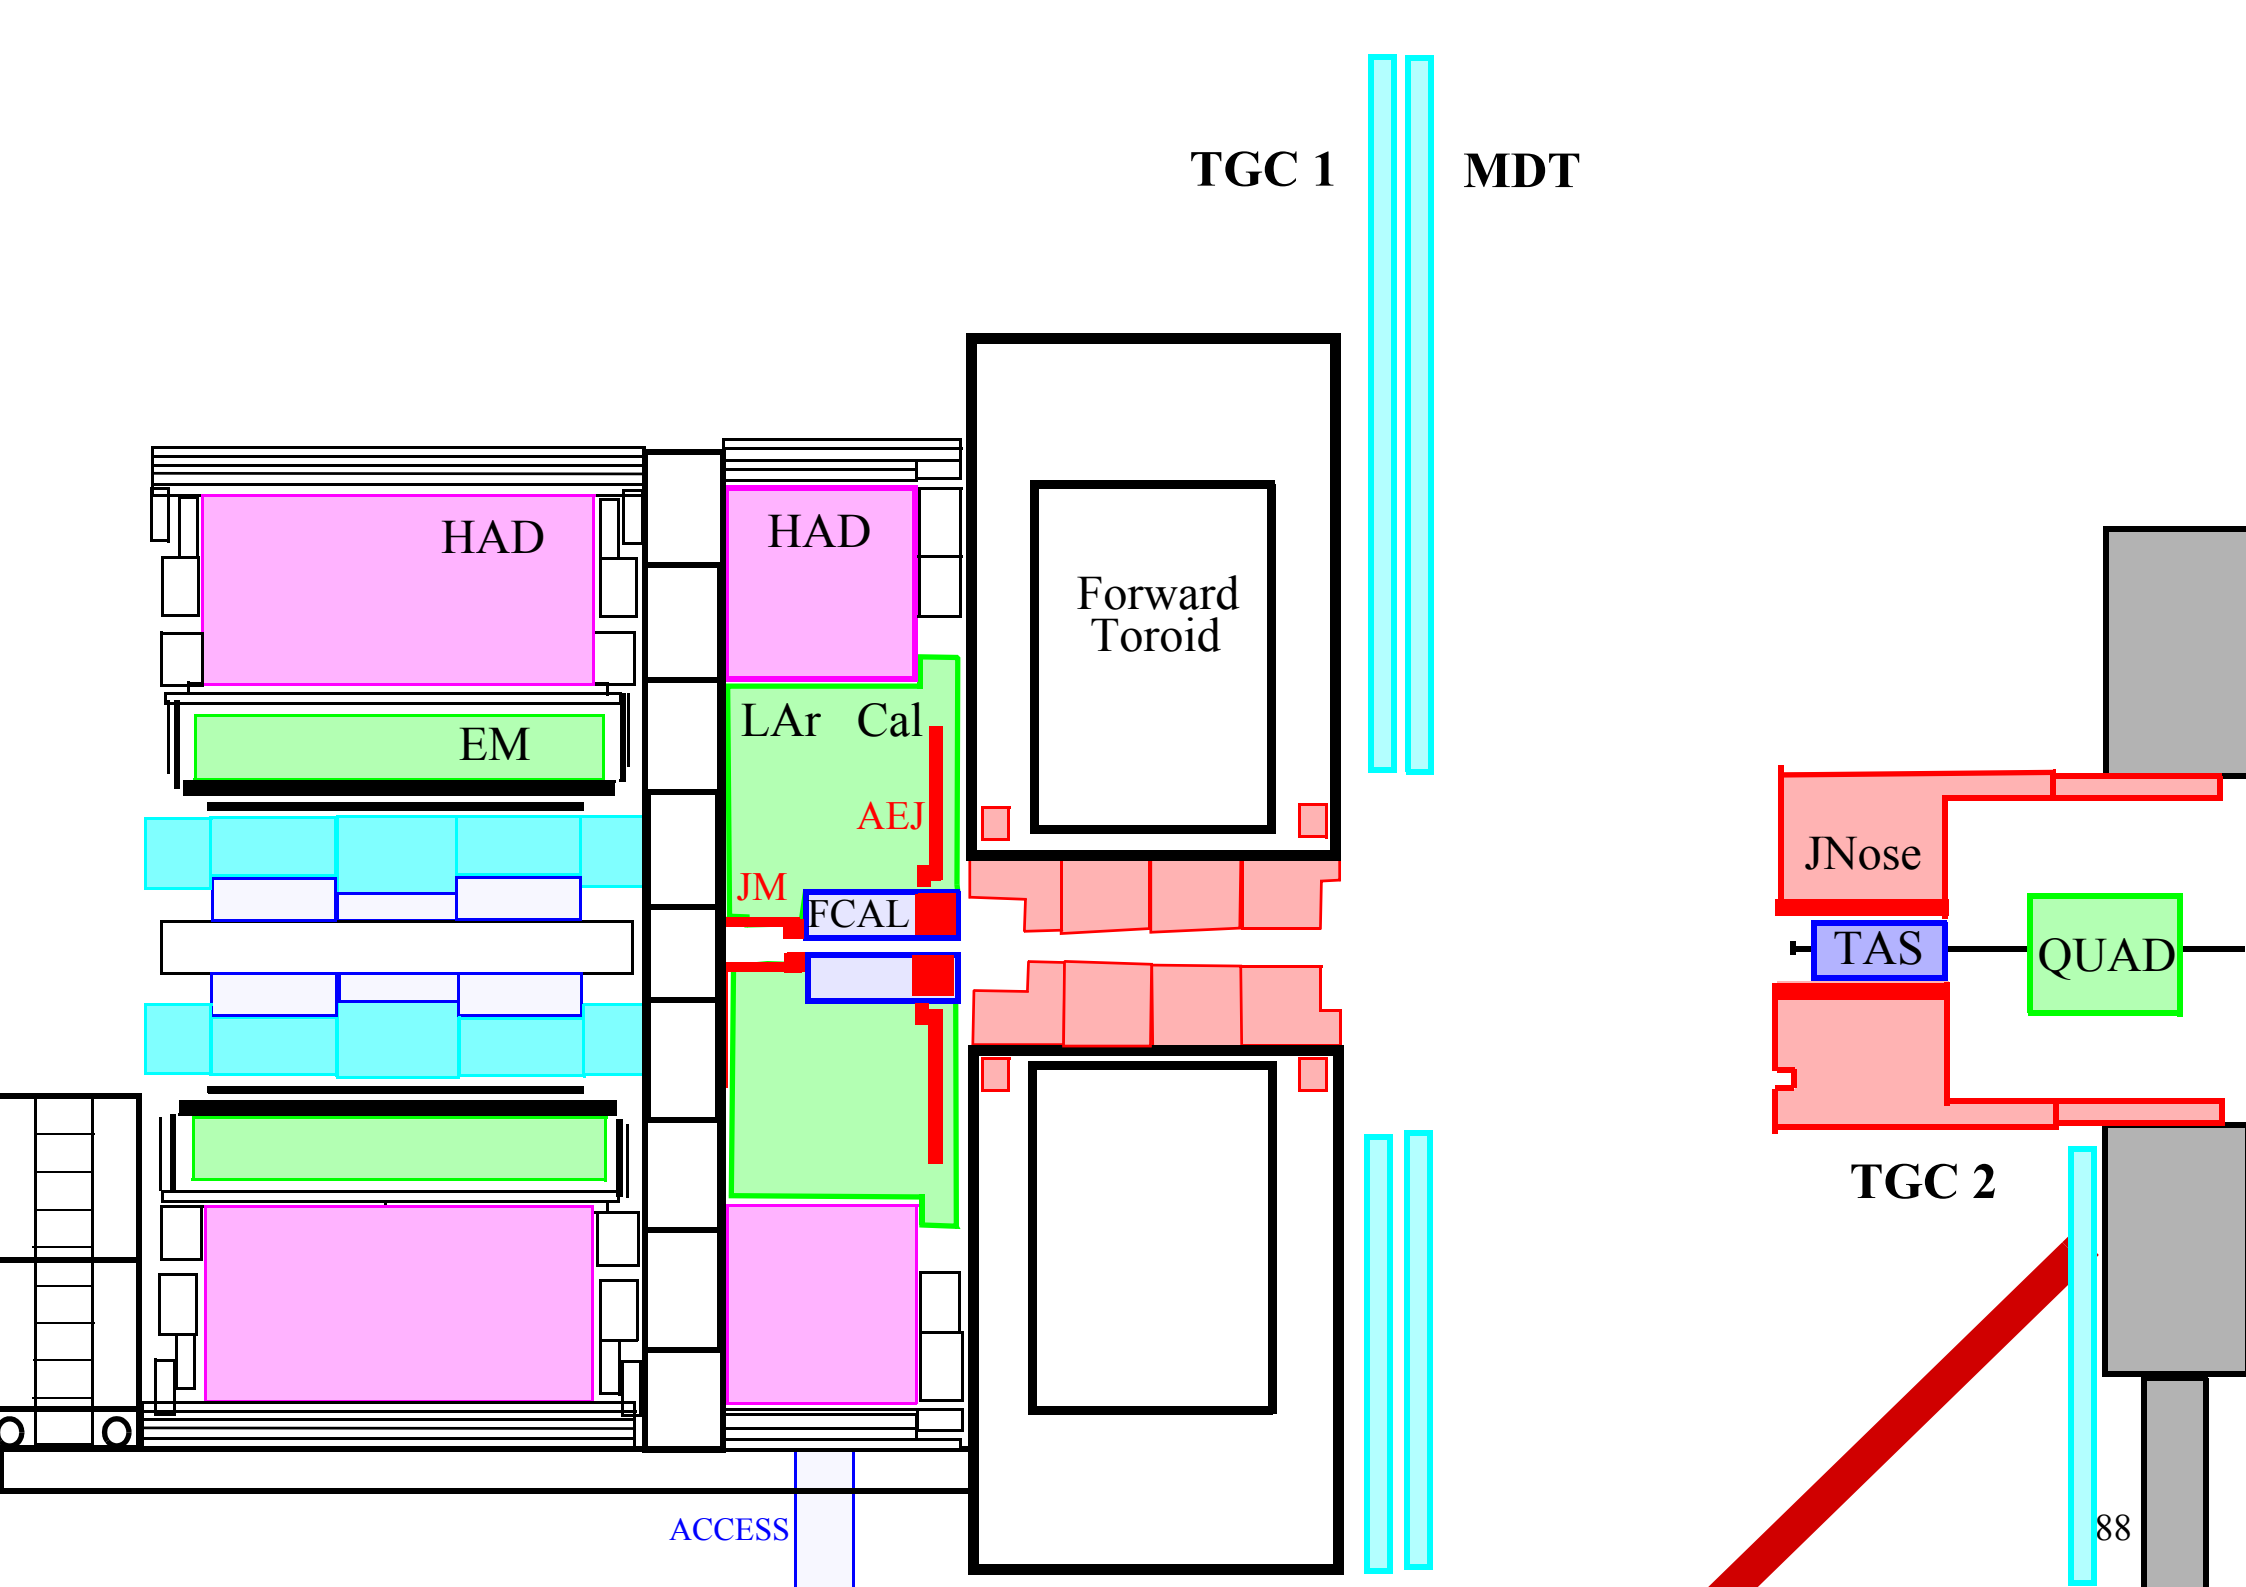 TGC 1 MDT
HAD
HAD
Forward
Toroid
LAr Cal
EM
AEJ
JM
FCAL
JNose
TAS
QUAD
TGC 2
ACCESS
88